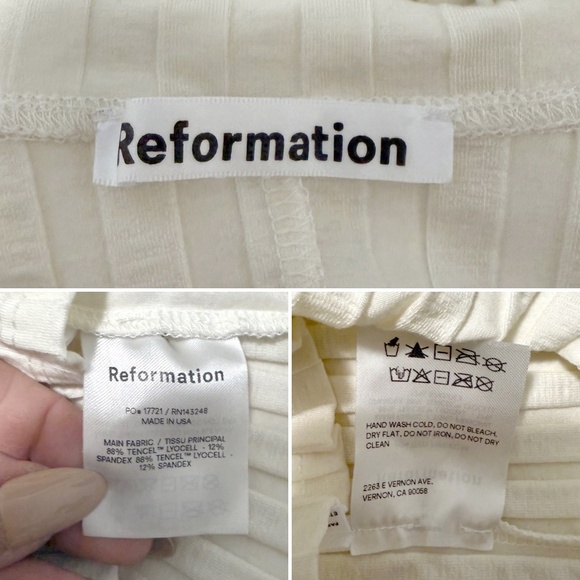 Reformation
Reformation
PO# 17721 / RN143248
MADE IN USA
MAIN FABRIC / TISSU PRINCIPAL
88% TENCEL™ LYOCELL · 12%
SPANDEX 88% TENCEL™ LYOCELL ·
12% SPANDEX
HAND WASH COLD, DO NOT BLEACH,
DRY FLAT, DO NOT IRON, DO NOT DRY
CLEAN
2263 E VERNON AVE.
VERNON, CA 90058